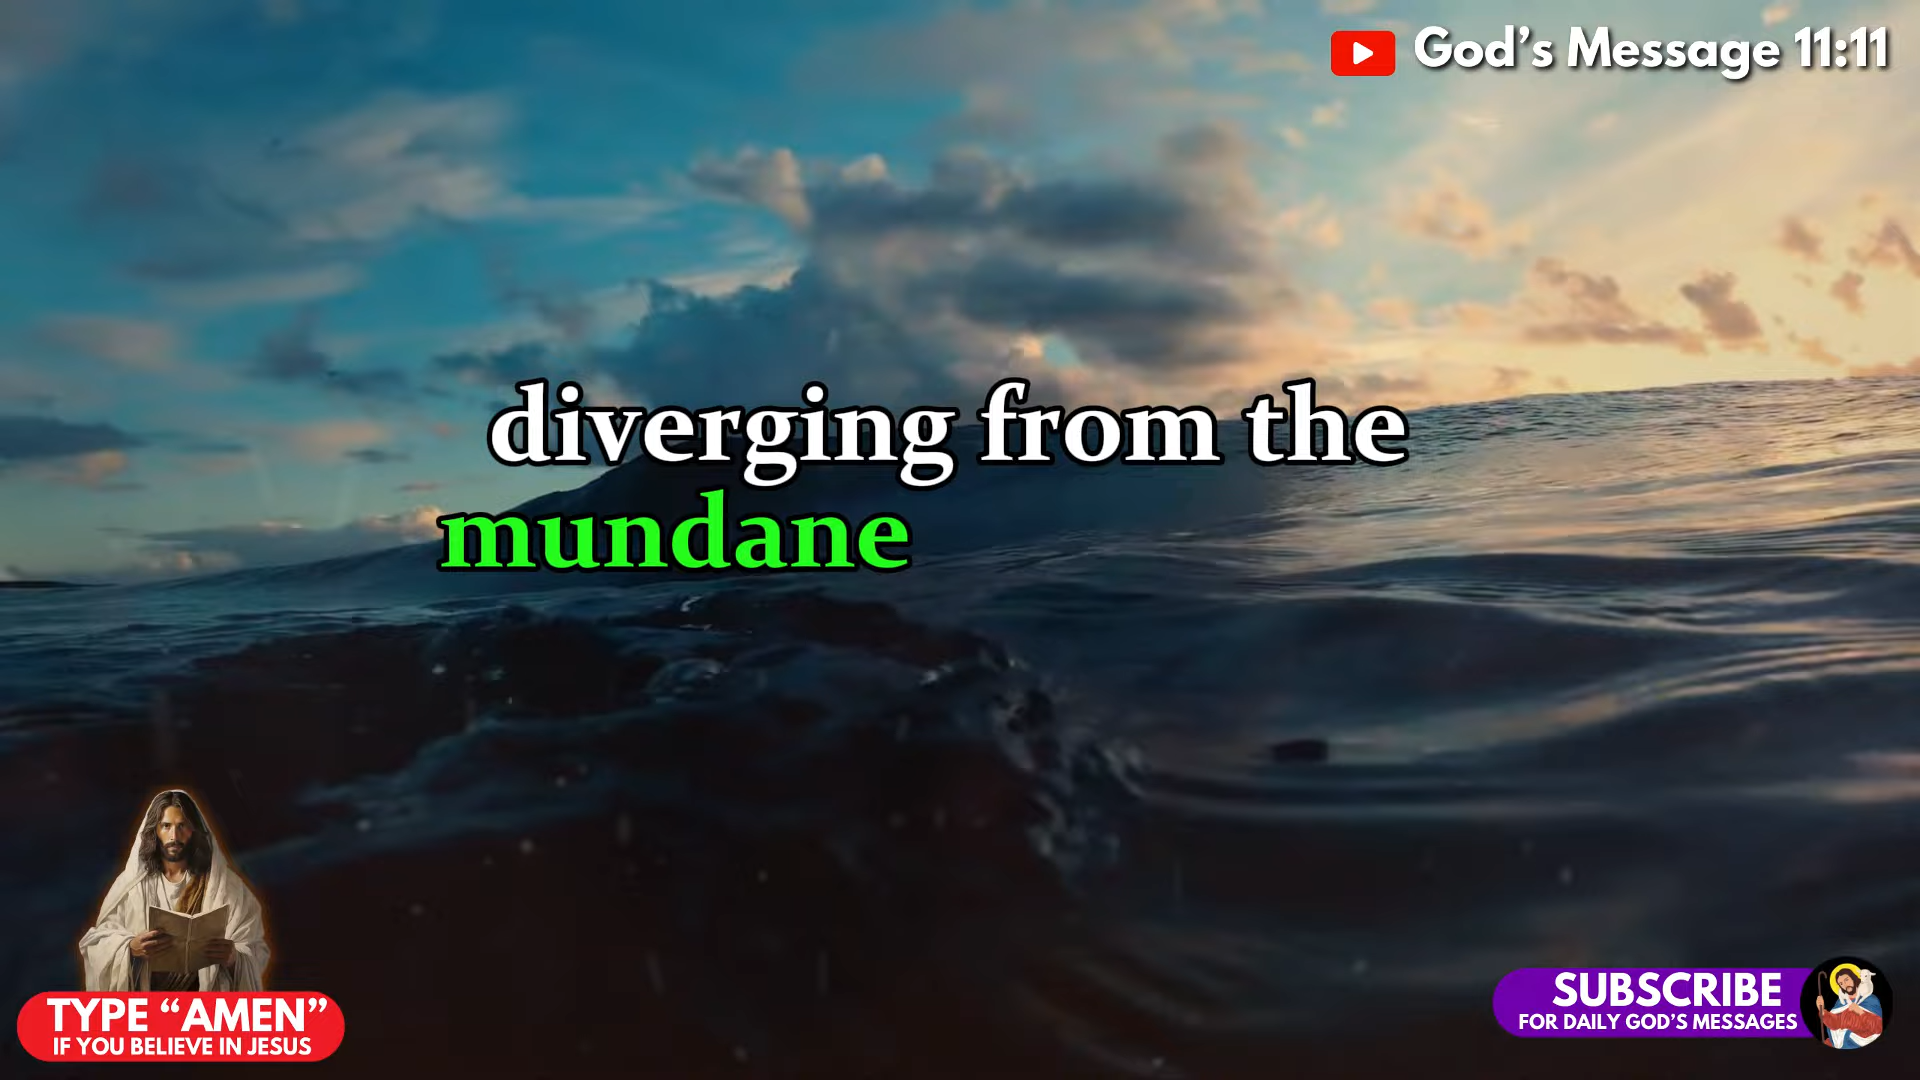 God's Message 11:11
diverging from the
mundane
TYPE “AMEN”
IF YOU BELIEVE IN JESUS
SUBSCRIBE
FOR DAILY GOD'S MESSAGES